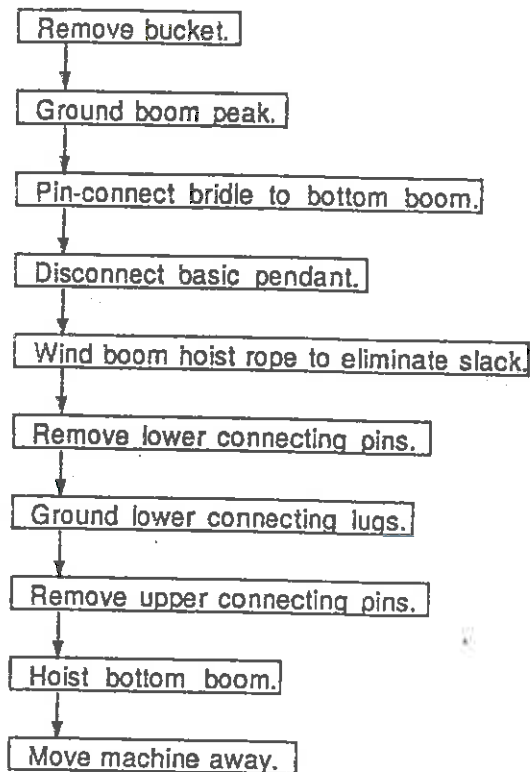 Remove bucket.
Ground boom peak.
Pin-connect bridle to bottom boom.
Disconnect basic pendant.
Wind boom hoist rope to eliminate slack.
Remove lower connecting pins.
Ground lower connecting lugs.
Remove upper connecting pins.
Hoist bottom boom.
Move machine away.